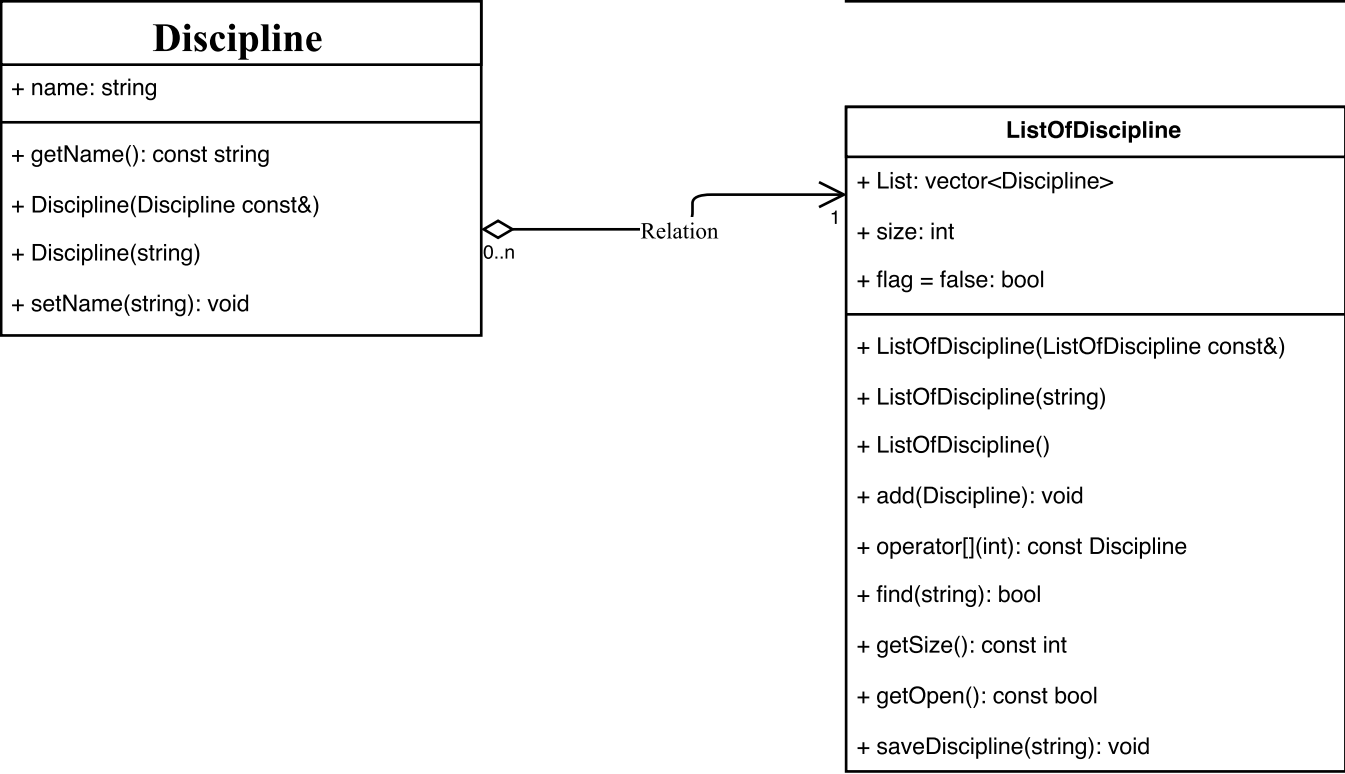 Discipline
+ name: string
+ getName(): const string
+ Discipline(Discipline const&)
+ Discipline(string)
+ setName(string): void
0..n
Relation
1
ListOfDiscipline
+ List: vector<Discipline>
+ size: int
+ flag = false: bool
+ ListOfDiscipline(ListOfDiscipline const&)
+ ListOfDiscipline(string)
+ ListOfDiscipline()
+ add(Discipline): void
+ operator[](int): const Discipline
+ find(string): bool
+ getSize(): const int
+ getOpen(): const bool
+ saveDiscipline(string): void